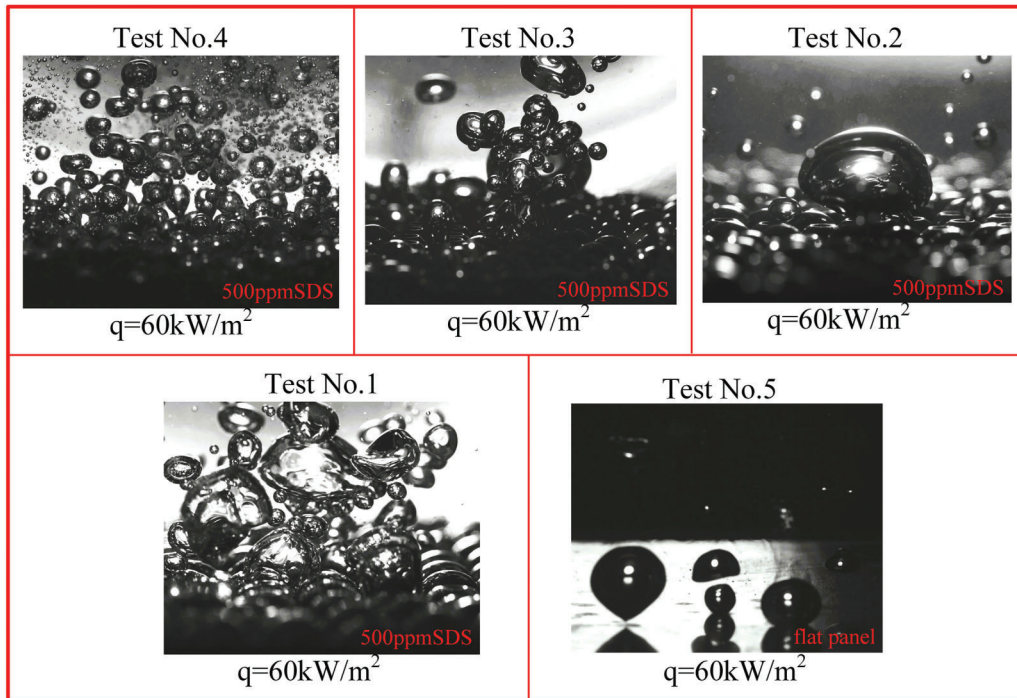 Test No.4
500ppmSDS
q=60kW/m²
Test No.3
500ppmSDS
q=60kW/m²
Test No.2
500ppmSDS
q=60kW/m²
Test No.1
500ppmSDS
q=60kW/m²
Test No.5
flat panel
q=60kW/m²